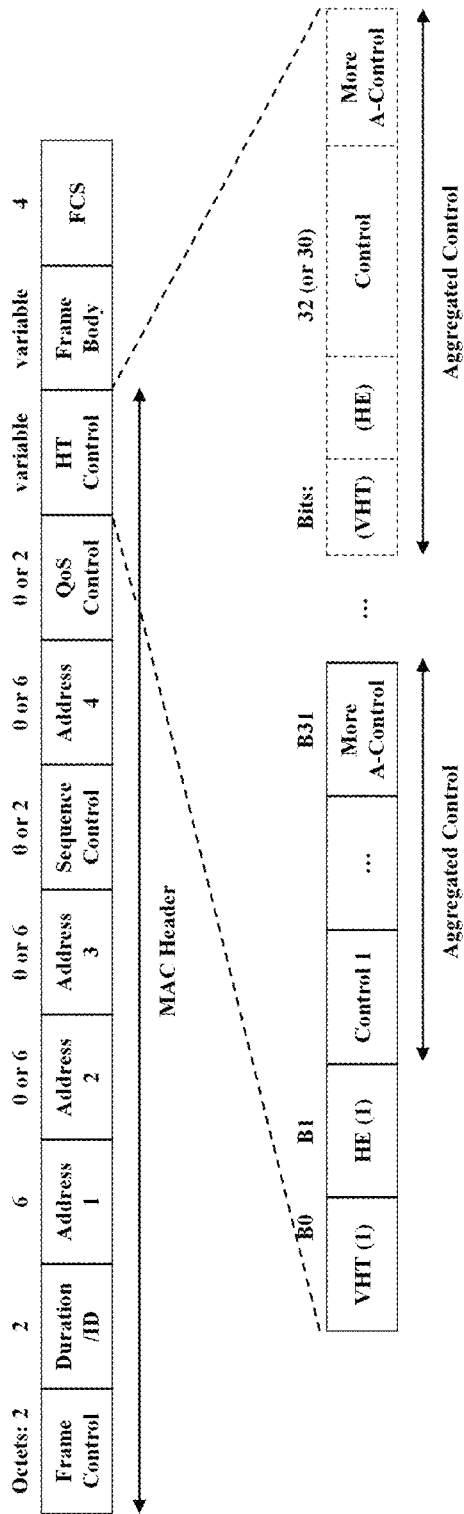 Octets: 2
2
6
0 or 6
0 or 6
0 or 2
0 or 6
0 or 2
variable
variable
4
Frame
Control
Duration
/ID
Address
1
Address
2
Address
3
Sequence
Control
Address
4
QoS
Control
HT
Control
Frame
Body
FCS
MAC Header
B0
B1
B31
Bits:
32 (or 30)
VHT (1)
HE (1)
Control 1
...
More
A-Control
...
(VHT)
(HE)
Control
More
A-Control
Aggregated Control
Aggregated Control